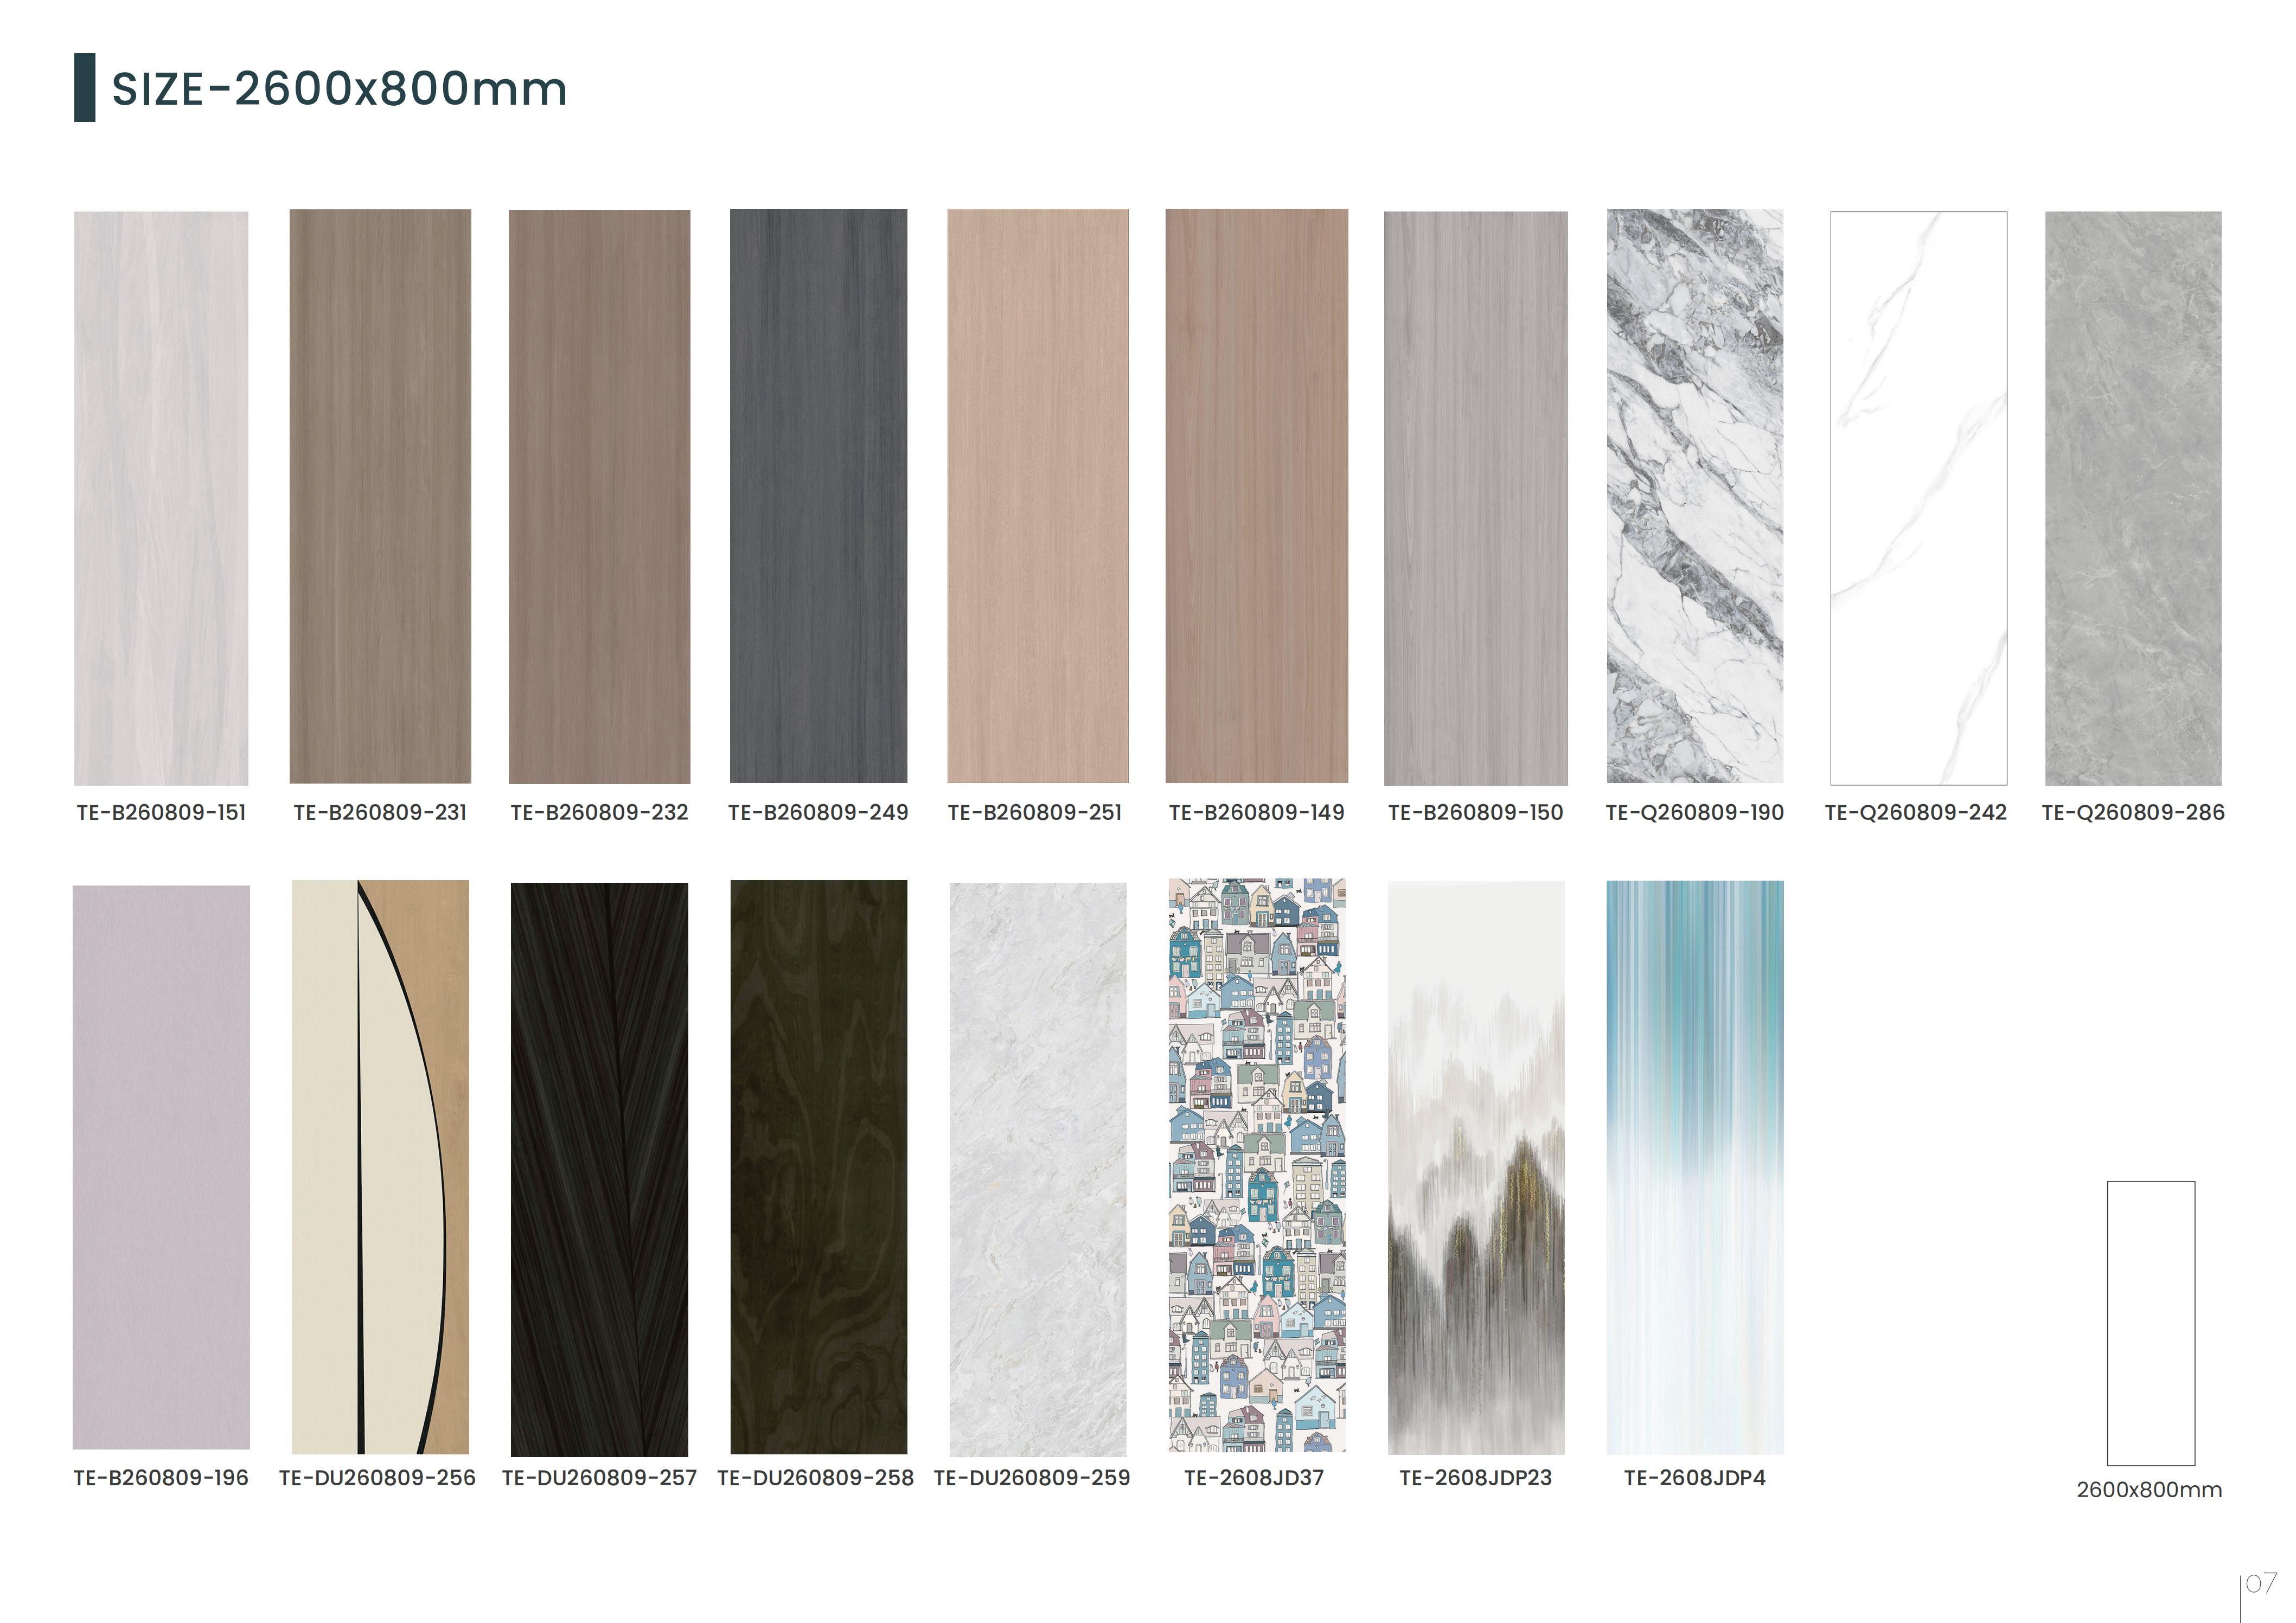 SIZE-2600x800mm
TE-B260809-151
TE-B260809-231
TE-B260809-232
TE-B260809-249
TE-B260809-251
TE-B260809-149
TE-B260809-150
TE-Q260809-190
TE-Q260809-242
TE-Q260809-286
TE-B260809-196
TE-DU260809-256
TE-DU260809-257
TE-DU260809-258
TE-DU260809-259
TE-2608JD37
TE-2608JDP23
TE-2608JDP4
2600x800mm
07